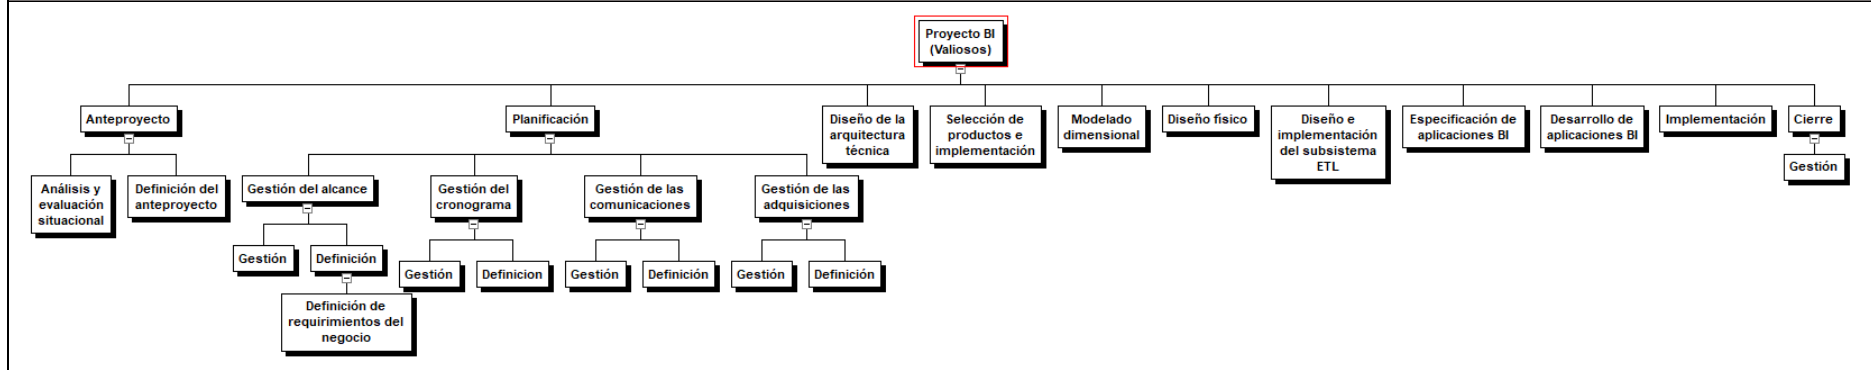 Proyecto BI
(Valiosos)
Anteproyecto
Planificación
Diseño de la
arquitectura
técnica
Selección de
productos e
implementación
Modelado
dimensional
Diseño físico
Diseño e
implementación
del subsistema
ETL
Especificación de
aplicaciones BI
Desarrollo de
aplicaciones BI
Implementación
Cierre
Análisis y
evaluación
situacional
Definición del
anteproyecto
Gestión del alcance
Gestión del
cronograma
Gestión de las
comunicaciones
Gestión de las
adquisiciones
Gestión
Gestión
Definición
Gestión
Definicion
Gestión
Definición
Gestión
Definición
Definición de
requirimientos del
negocio